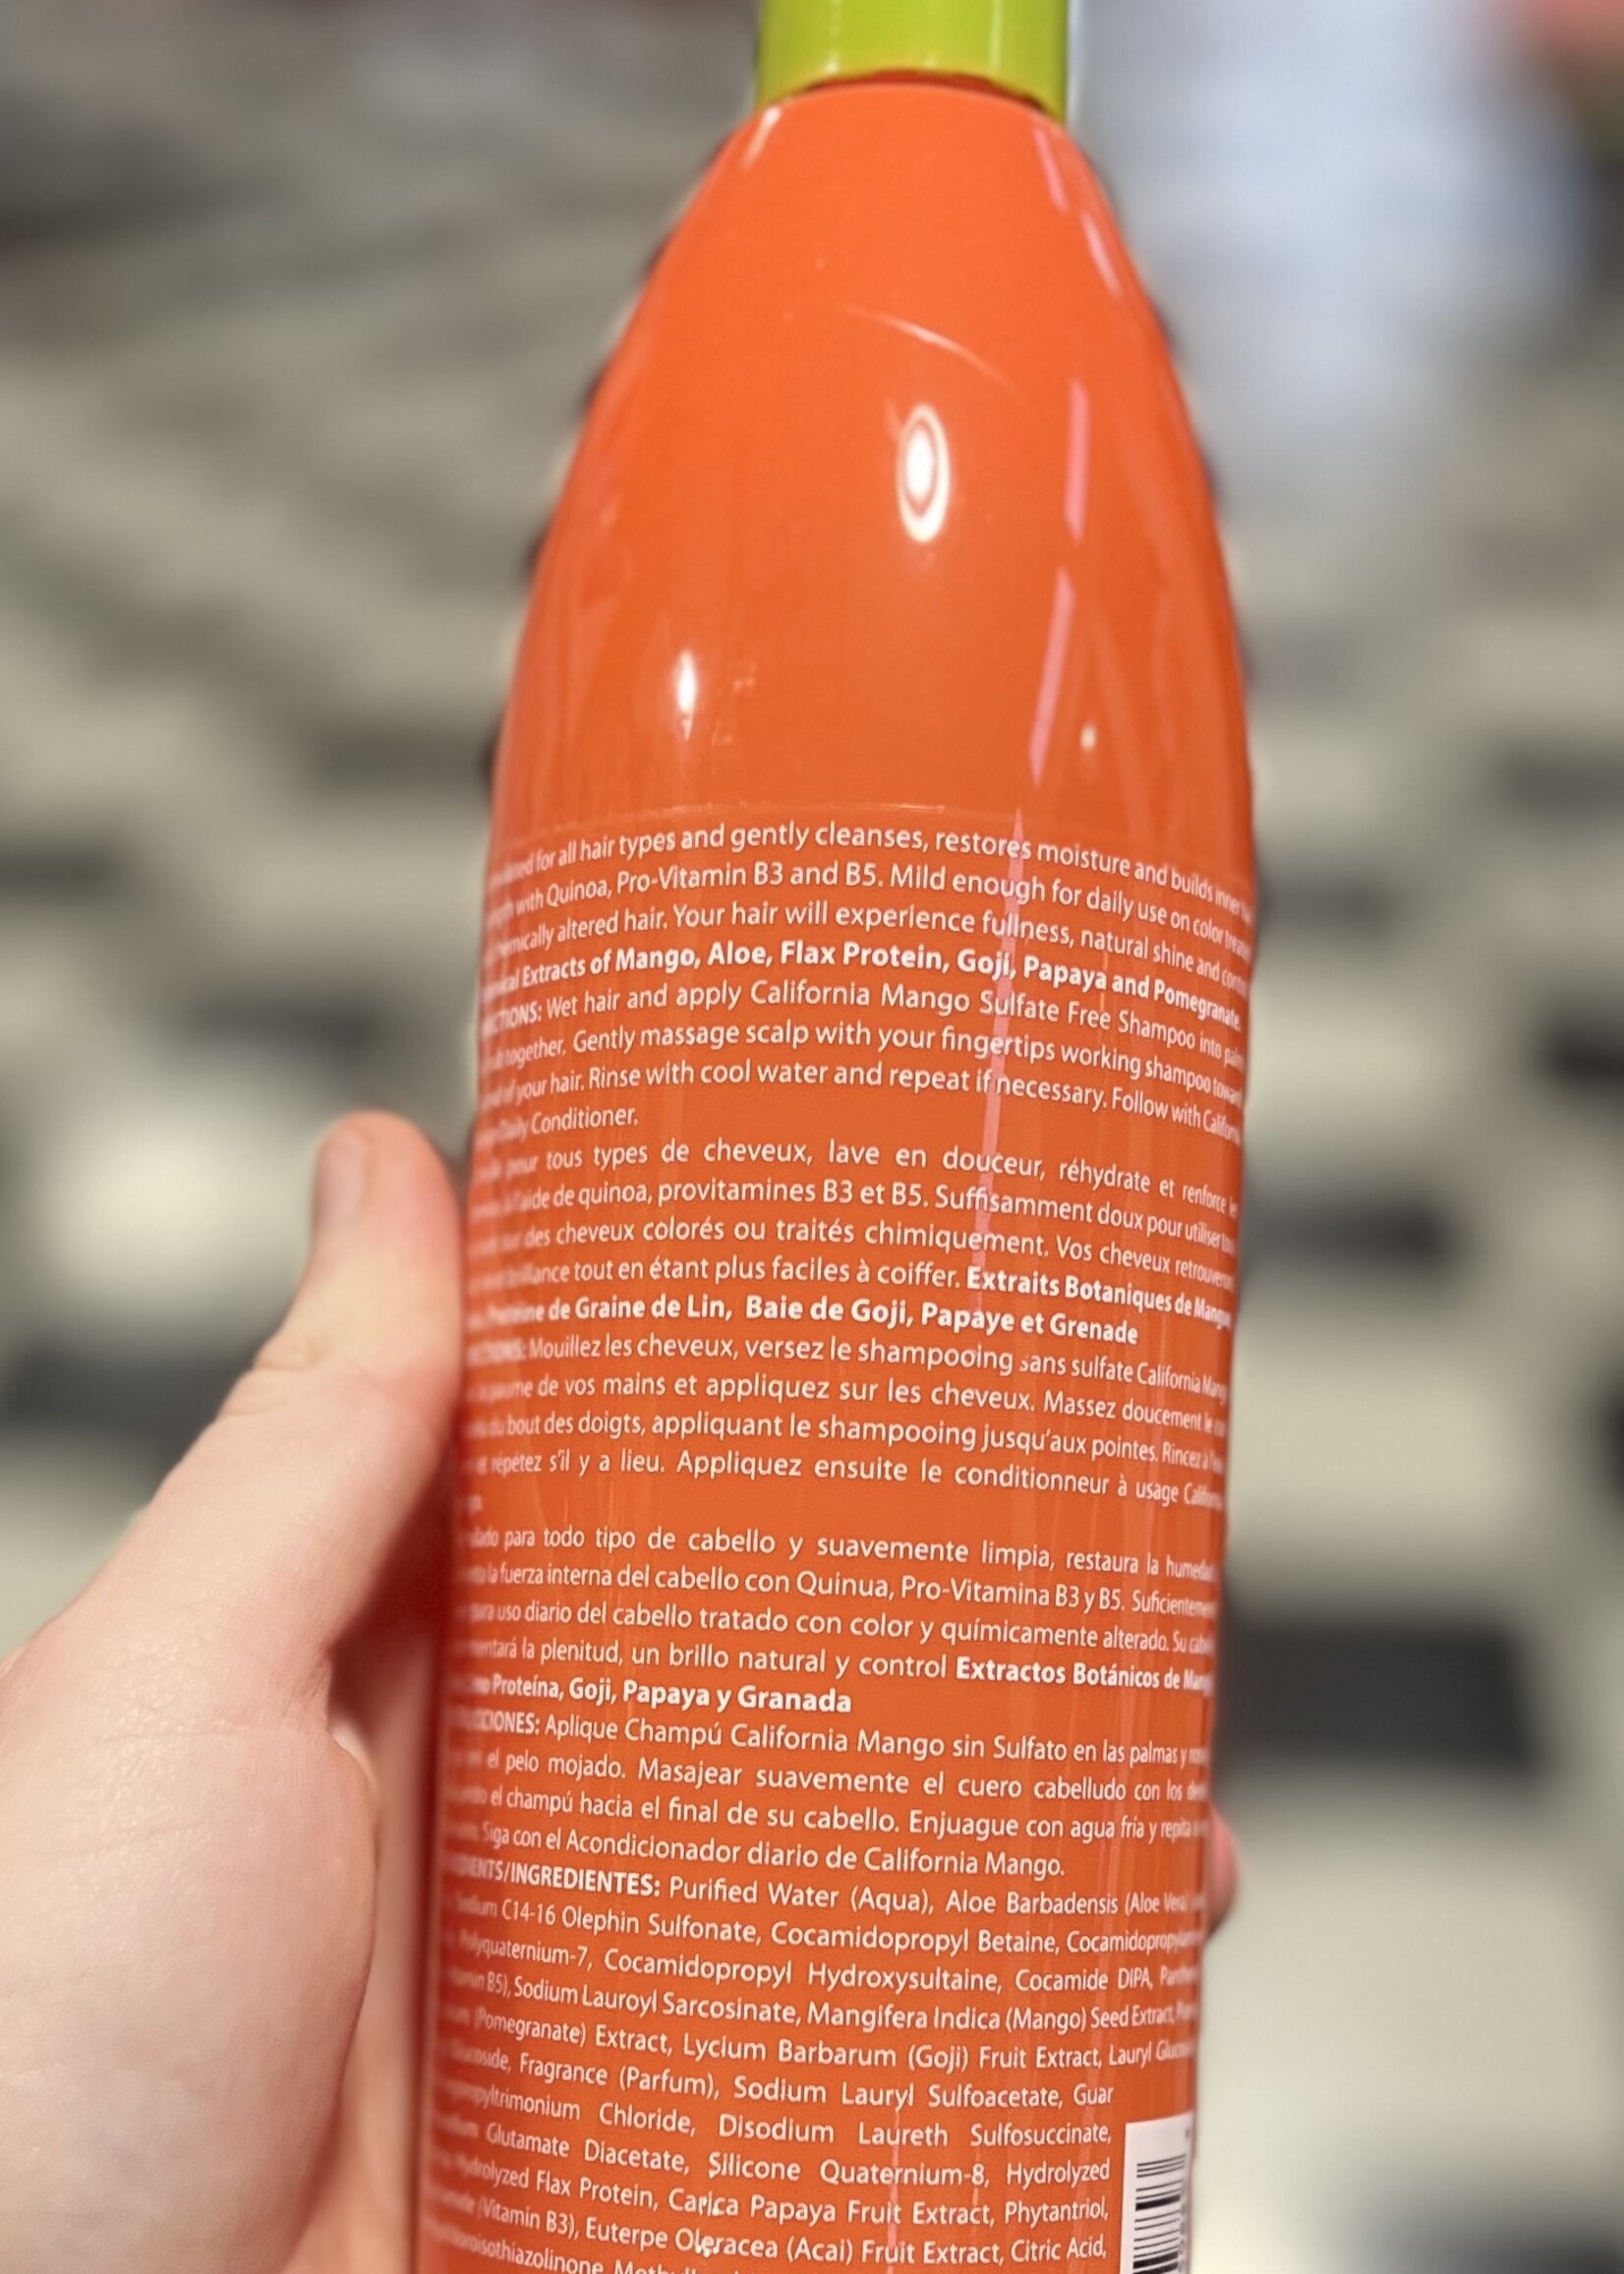 for all hair types and gently cleanses, restores moisture and builds inner
with Quinoa, Pro-Vitamin B3 and B5. Mild enough for daily use on color
altered hair. Your hair will experience fullness, natural shine and
Extracts of Mango, Aloe, Flax Protein, Goji, Papaya and Pomegranate.
Wet hair and apply California Mango Sulfate Free Shampoo into
together. Gently massage scalp with your fingertips working shampoo
of your hair. Rinse with cool water and repeat if necessary. Follow with
Daily Conditioner.
pour tous types de cheveux, lave en douceur, réhydrate et renforce
de quinoa, provitamines B3 et B5. Suffisamment doux pour utiliser
des cheveux colorés ou traités chimiquement. Vos cheveux
brillance tout en étant plus faciles à coiffer. Extraits Botaniques de
de Graine de Lin, Baie de Goji, Papaye et Grenade
Mouillez les cheveux, versez le shampooing sans sulfate California
de vos mains et appliquez sur les cheveux. Massez doucement
du bout des doigts, appliquant le shampooing jusqu'aux pointes. Rincez à
et répétez s'il y a lieu. Appliquez ensuite le conditionneur à usage
para todo tipo de cabello y suavemente limpia, restaura la
la fuerza interna del cabello con Quinua, Pro-Vitamina B3 y B5.
para uso diario del cabello tratado con color y químicamente alterado. Su
la plenitud, un brillo natural y control Extractos Botánicos de
Proteína, Goji, Papaya y Granada
Aplique Champú California Mango sin Sulfato en las palmas y
el pelo mojado. Masajear suavemente el cuero cabelludo con los
el champú hacia el final de su cabello. Enjuague con agua fría y
Siga con el Acondicionador diario de California Mango.
Purified Water (Aqua), Aloe Barbadensis (Aloe Vera)
C14-16 Olephin Sulfonate, Cocamidopropyl Betaine,
Polyquaternium-7, Cocamidopropyl Hydroxysultaine, Cocamide DIPA,
B5), Sodium Lauroyl Sarcosinate, Mangifera Indica (Mango) Seed Extract,
(Pomegranate) Extract, Lycium Barbarum (Goji) Fruit Extract, Lauryl
Fragrance (Parfum), Sodium Lauryl Sulfoacetate, Guar
Chloride, Disodium Laureth Sulfosuccinate,
Glutamate Diacetate, Silicone Quaternium-8, Hydrolyzed
Hydrolyzed Flax Protein, Carica Papaya Fruit Extract, Phytantriol,
(Vitamin B3), Euterpe Oleracea (Acai) Fruit Extract, Citric Acid,